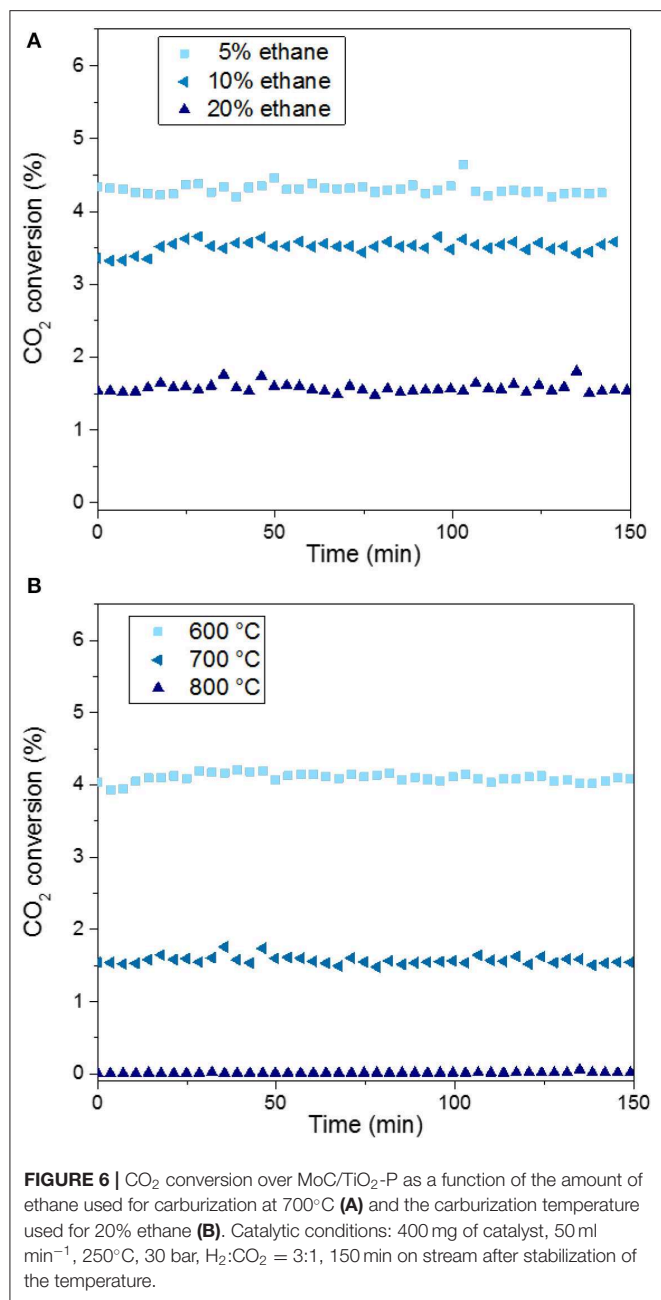 A
5% ethane
10% ethane
20% ethane
6
5
4
3
2
1
0
CO₂ conversion (%)
0 50 100 150
Time (min)
B
600 °C
700 °C
800 °C
6
5
4
3
2
1
0
CO₂ conversion (%)
0 50 100 150
Time (min)
FIGURE 6 | CO₂ conversion over MoC/TiO₂-P as a function of the amount of
ethane used for carburization at 700°C (A) and the carburization temperature
used for 20% ethane (B). Catalytic conditions: 400 mg of catalyst, 50 ml
min⁻¹, 250°C, 30 bar, H₂:CO₂ = 3:1, 150 min on stream after stabilization of
the temperature.